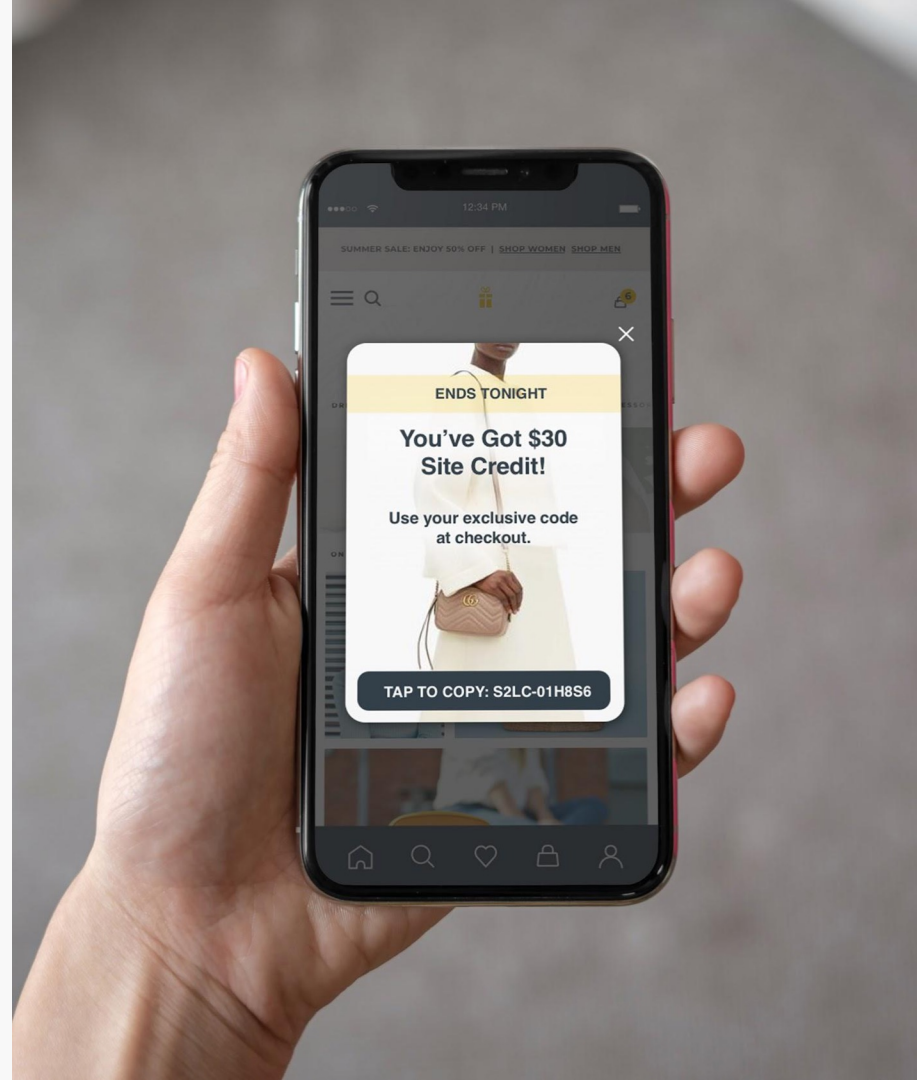 12:34 PM
SUMMER SALE: ENJOY 50% OFF | SHOP WOMEN SHOP MEN
6
ENDS TONIGHT
You’ve Got $30
Site Credit!
Use your exclusive code
at checkout.
TAP TO COPY: S2LC-01H8S6